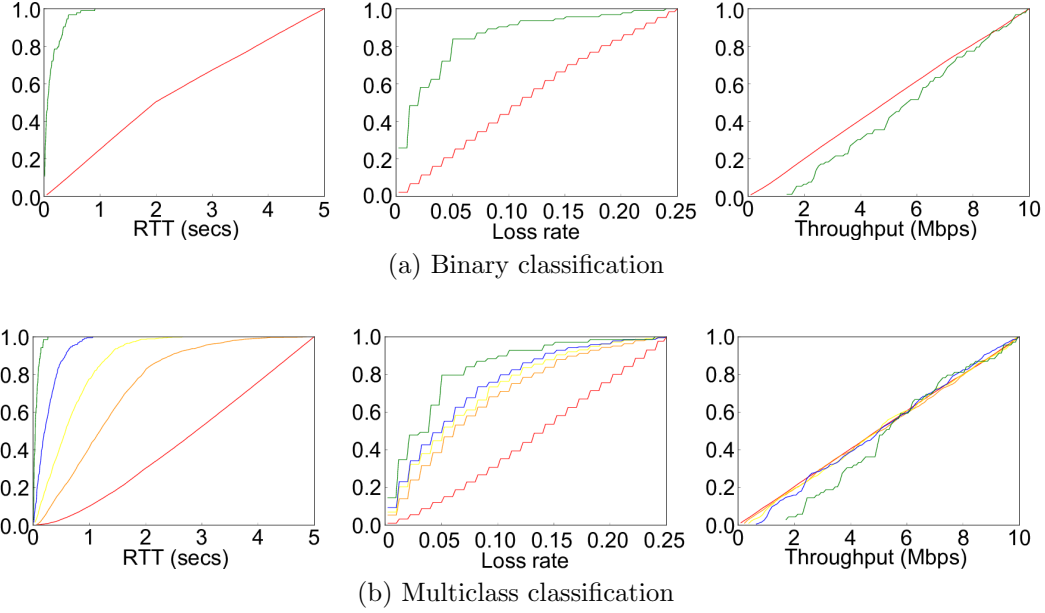 1.0
0.8
0.6
0.4
0.2
0.0
0 1 2 3 4 5
RTT (secs)
1.0
0.8
0.6
0.4
0.2
0.0
0 0.05 0.10 0.15 0.20 0.25
Loss rate
1.0
0.8
0.6
0.4
0.2
0.0
0 2 4 6 8 10
Throughput (Mbps)
(a) Binary classification
1.0
0.8
0.6
0.4
0.2
0.0
0 1 2 3 4 5
RTT (secs)
1.0
0.8
0.6
0.4
0.2
0.0
0 0.05 0.10 0.15 0.20 0.25
Loss rate
1.0
0.8
0.6
0.4
0.2
0.0
0 2 4 6 8 10
Throughput (Mbps)
(b) Multiclass classification